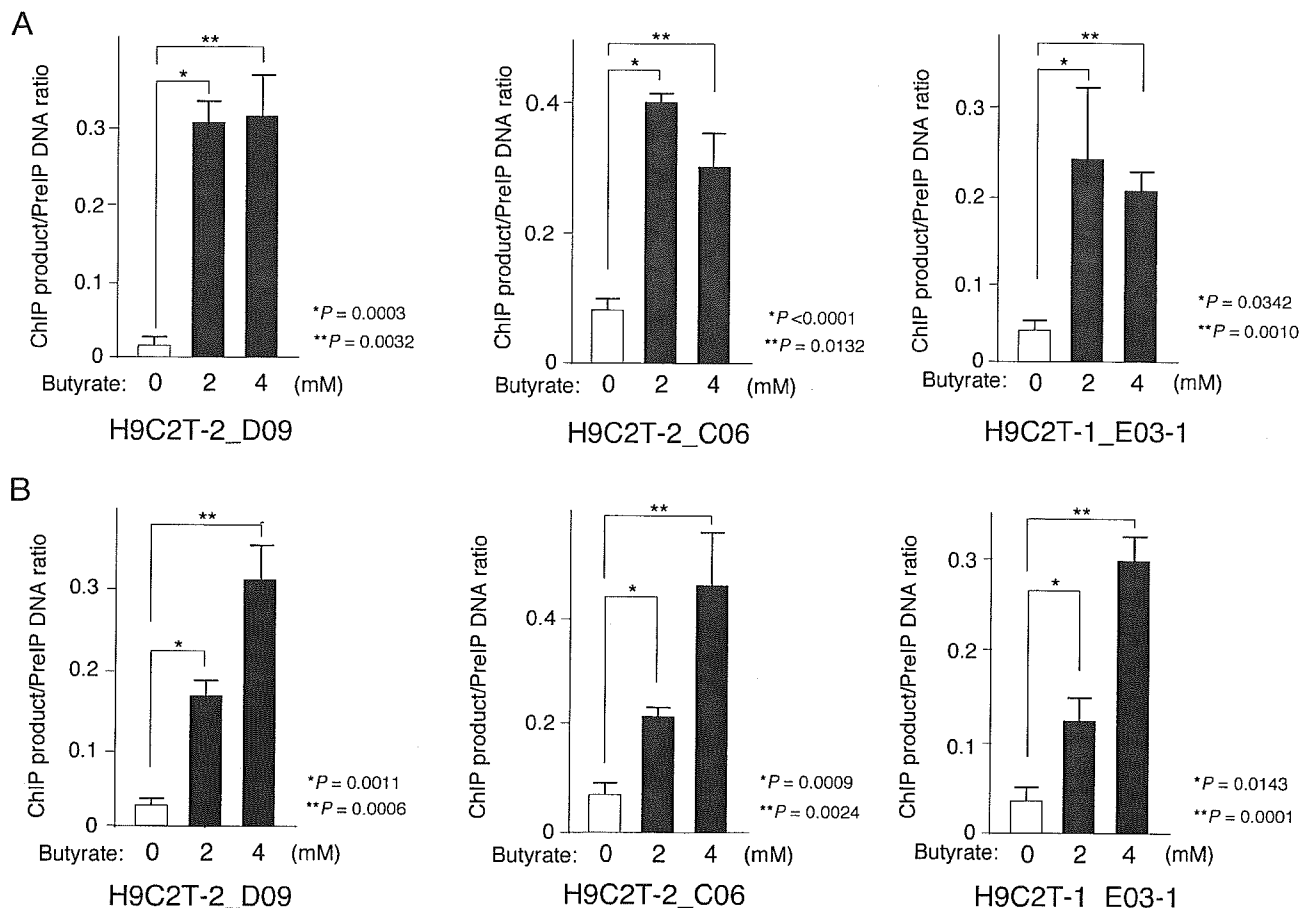 A
ChIP product/PreIP DNA ratio
0.3
0.2
0.1
0
*
**
*P = 0.0003
**P = 0.0032
Butyrate: 0 2 4 (mM)
H9C2T-2_D09
ChIP product/PreIP DNA ratio
0.4
0.2
0
*
**
*P <0.0001
**P = 0.0132
Butyrate: 0 2 4 (mM)
H9C2T-2_C06
ChIP product/PreIP DNA ratio
0.3
0.2
0.1
0
*
**
*P = 0.0342
**P = 0.0010
Butyrate: 0 2 4 (mM)
H9C2T-1_E03-1
B
ChIP product/PreIP DNA ratio
0.3
0.2
0.1
0
*
**
*P = 0.0011
**P = 0.0006
Butyrate: 0 2 4 (mM)
H9C2T-2_D09
ChIP product/PreIP DNA ratio
0.4
0.2
0
*
**
*P = 0.0009
**P = 0.0024
Butyrate: 0 2 4 (mM)
H9C2T-2_C06
ChIP product/PreIP DNA ratio
0.3
0.2
0.1
0
*
**
*P = 0.0143
**P = 0.0001
Butyrate: 0 2 4 (mM)
H9C2T-1_E03-1